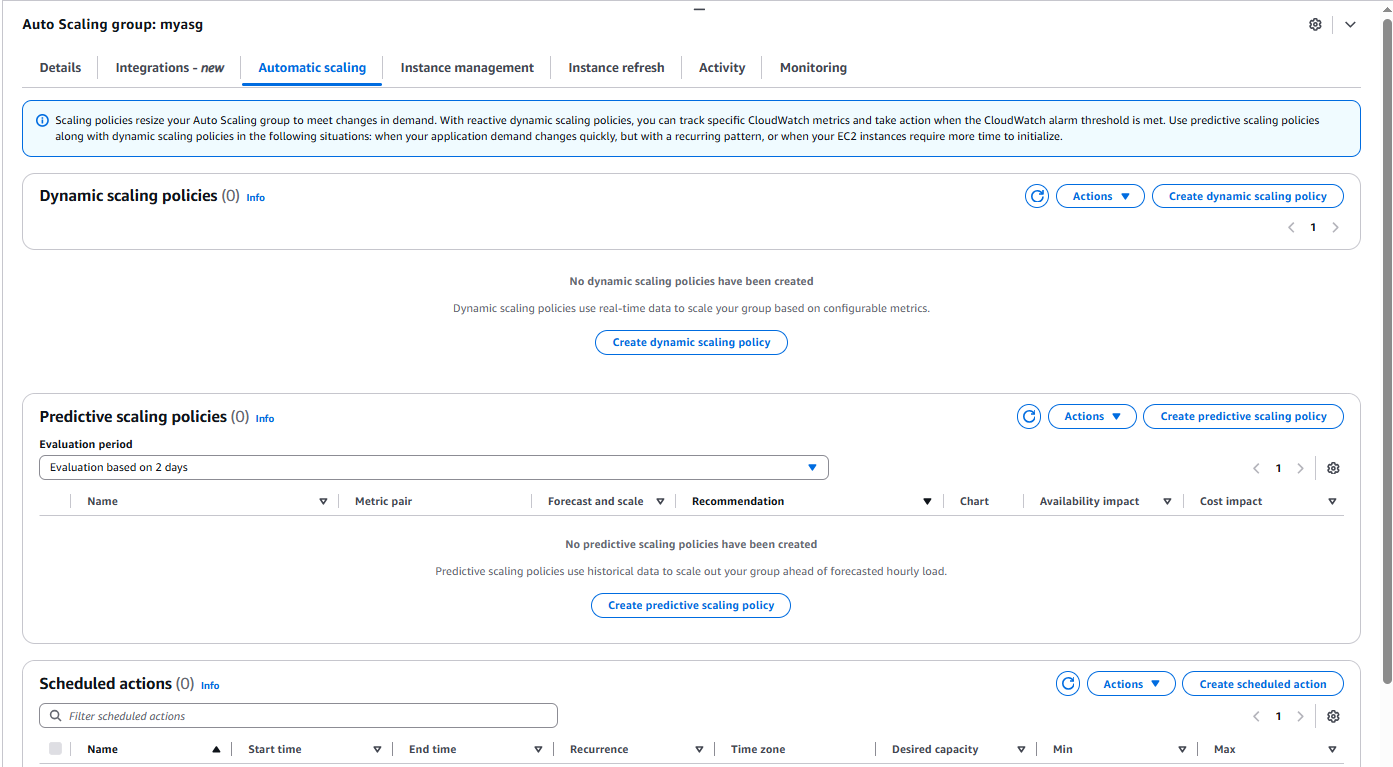 Auto Scaling group: myasg
Details
Integrations - new
Automatic scaling
Instance management
Instance refresh
Activity
Monitoring
Scaling policies resize your Auto Scaling group to meet changes in demand. With reactive dynamic scaling policies, you can track specific CloudWatch metrics and take action when the CloudWatch alarm threshold is met. Use predictive scaling policies
along with dynamic scaling policies in the following situations: when your application demand changes quickly, but with a recurring pattern, or when your EC2 instances require more time to initialize.
Dynamic scaling policies (0) Info
Actions
Create dynamic scaling policy
1
No dynamic scaling policies have been created
Dynamic scaling policies use real-time data to scale your group based on configurable metrics.
Create dynamic scaling policy
Predictive scaling policies (0) Info
Actions
Create predictive scaling policy
Evaluation period
Evaluation based on 2 days
1
Name
Metric pair
Forecast and scale
Recommendation
Chart
Availability impact
Cost impact
No predictive scaling policies have been created
Predictive scaling policies use historical data to scale out your group ahead of forecasted hourly load.
Create predictive scaling policy
Scheduled actions (0) Info
Actions
Create scheduled action
Filter scheduled actions
1
Name
Start time
End time
Recurrence
Time zone
Desired capacity
Min
Max